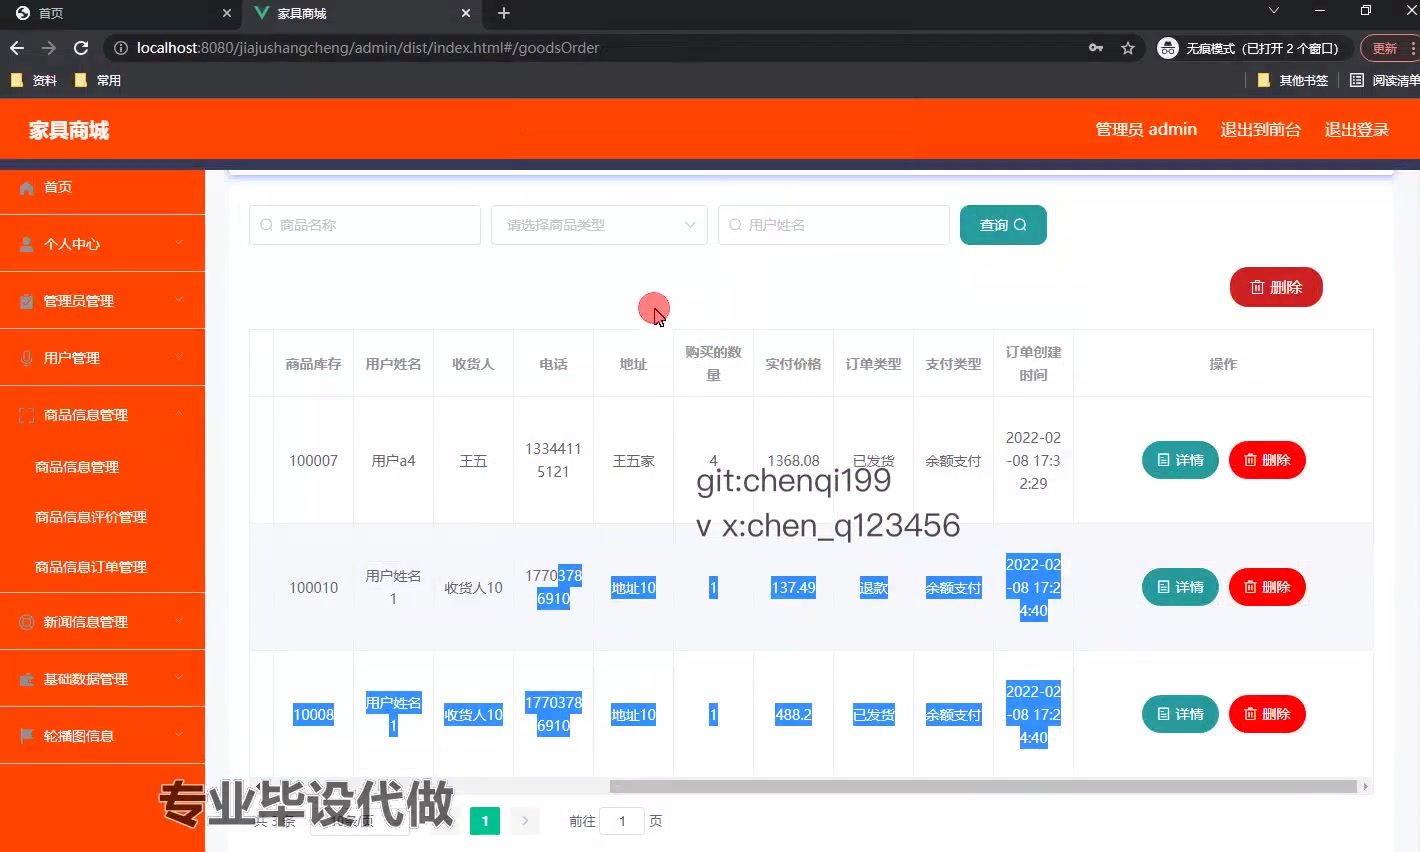 首页
家具商城
localhost:8080/jiajushangcheng/admin/dist/index.html#/goodsOrder
无痕模式（已打开 2 个窗口）
更新
资料
常用
其他书签
阅读清单
家具商城
管理员 admin
退出到前台
退出登录
首页
个人中心
管理员管理
用户管理
商品信息管理
商品信息管理
商品信息评价管理
商品信息订单管理
新闻信息管理
基础数据管理
轮播图信息
商品名称
请选择商品类型
用户姓名
查询
删除
商品库存 用户姓名 收货人 电话 地址 购买的数 实付价格 订单类型 支付类型 订单创建 操作
量 时间
2022-02
1334411
100007 用户a4 王五 王五家 4 1368.08 已发货 余额支付 -08 17:3 详情 删除
5121
2:29
git:chenqi199
v x:chen_q123456
2022-02
用户姓名 1770378
100010 收货人10 地址10 1 137.49 退款 余额支付 -08 17:2 详情 删除
1 6910
4:40
2022-02
用户姓名 1770378
10008 收货人10 地址10 1 488.2 已发货 余额支付 -08 17:2 详情 删除
1 6910
4:40
专业毕设代做
共 3 条
10条/页
1
前往 1 页